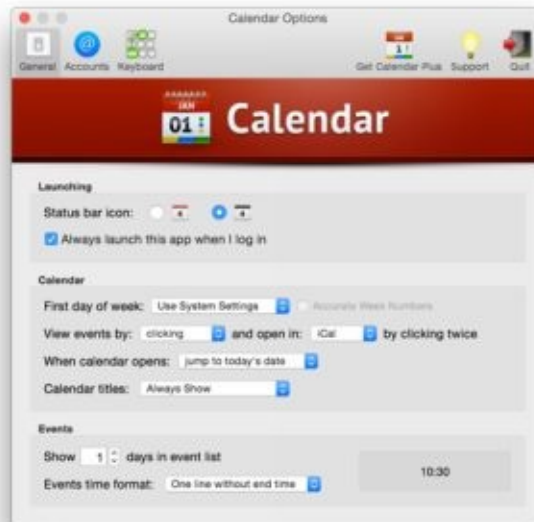 Calendar Options
General Accounts Keyboard Get Calendar Plus Support Quit
JAN
01
Calendar
Launching
Status bar icon: 4 4
Always launch this app when I log in
Calendar
First day of week: Use System Settings Accurate Week Numbers
View events by: clicking and open in: iCal by clicking twice
When calendar opens: jump to today's date
Calendar titles: Always Show
Events
Show 1 days in event list
10:30
Events time format: One line without end time